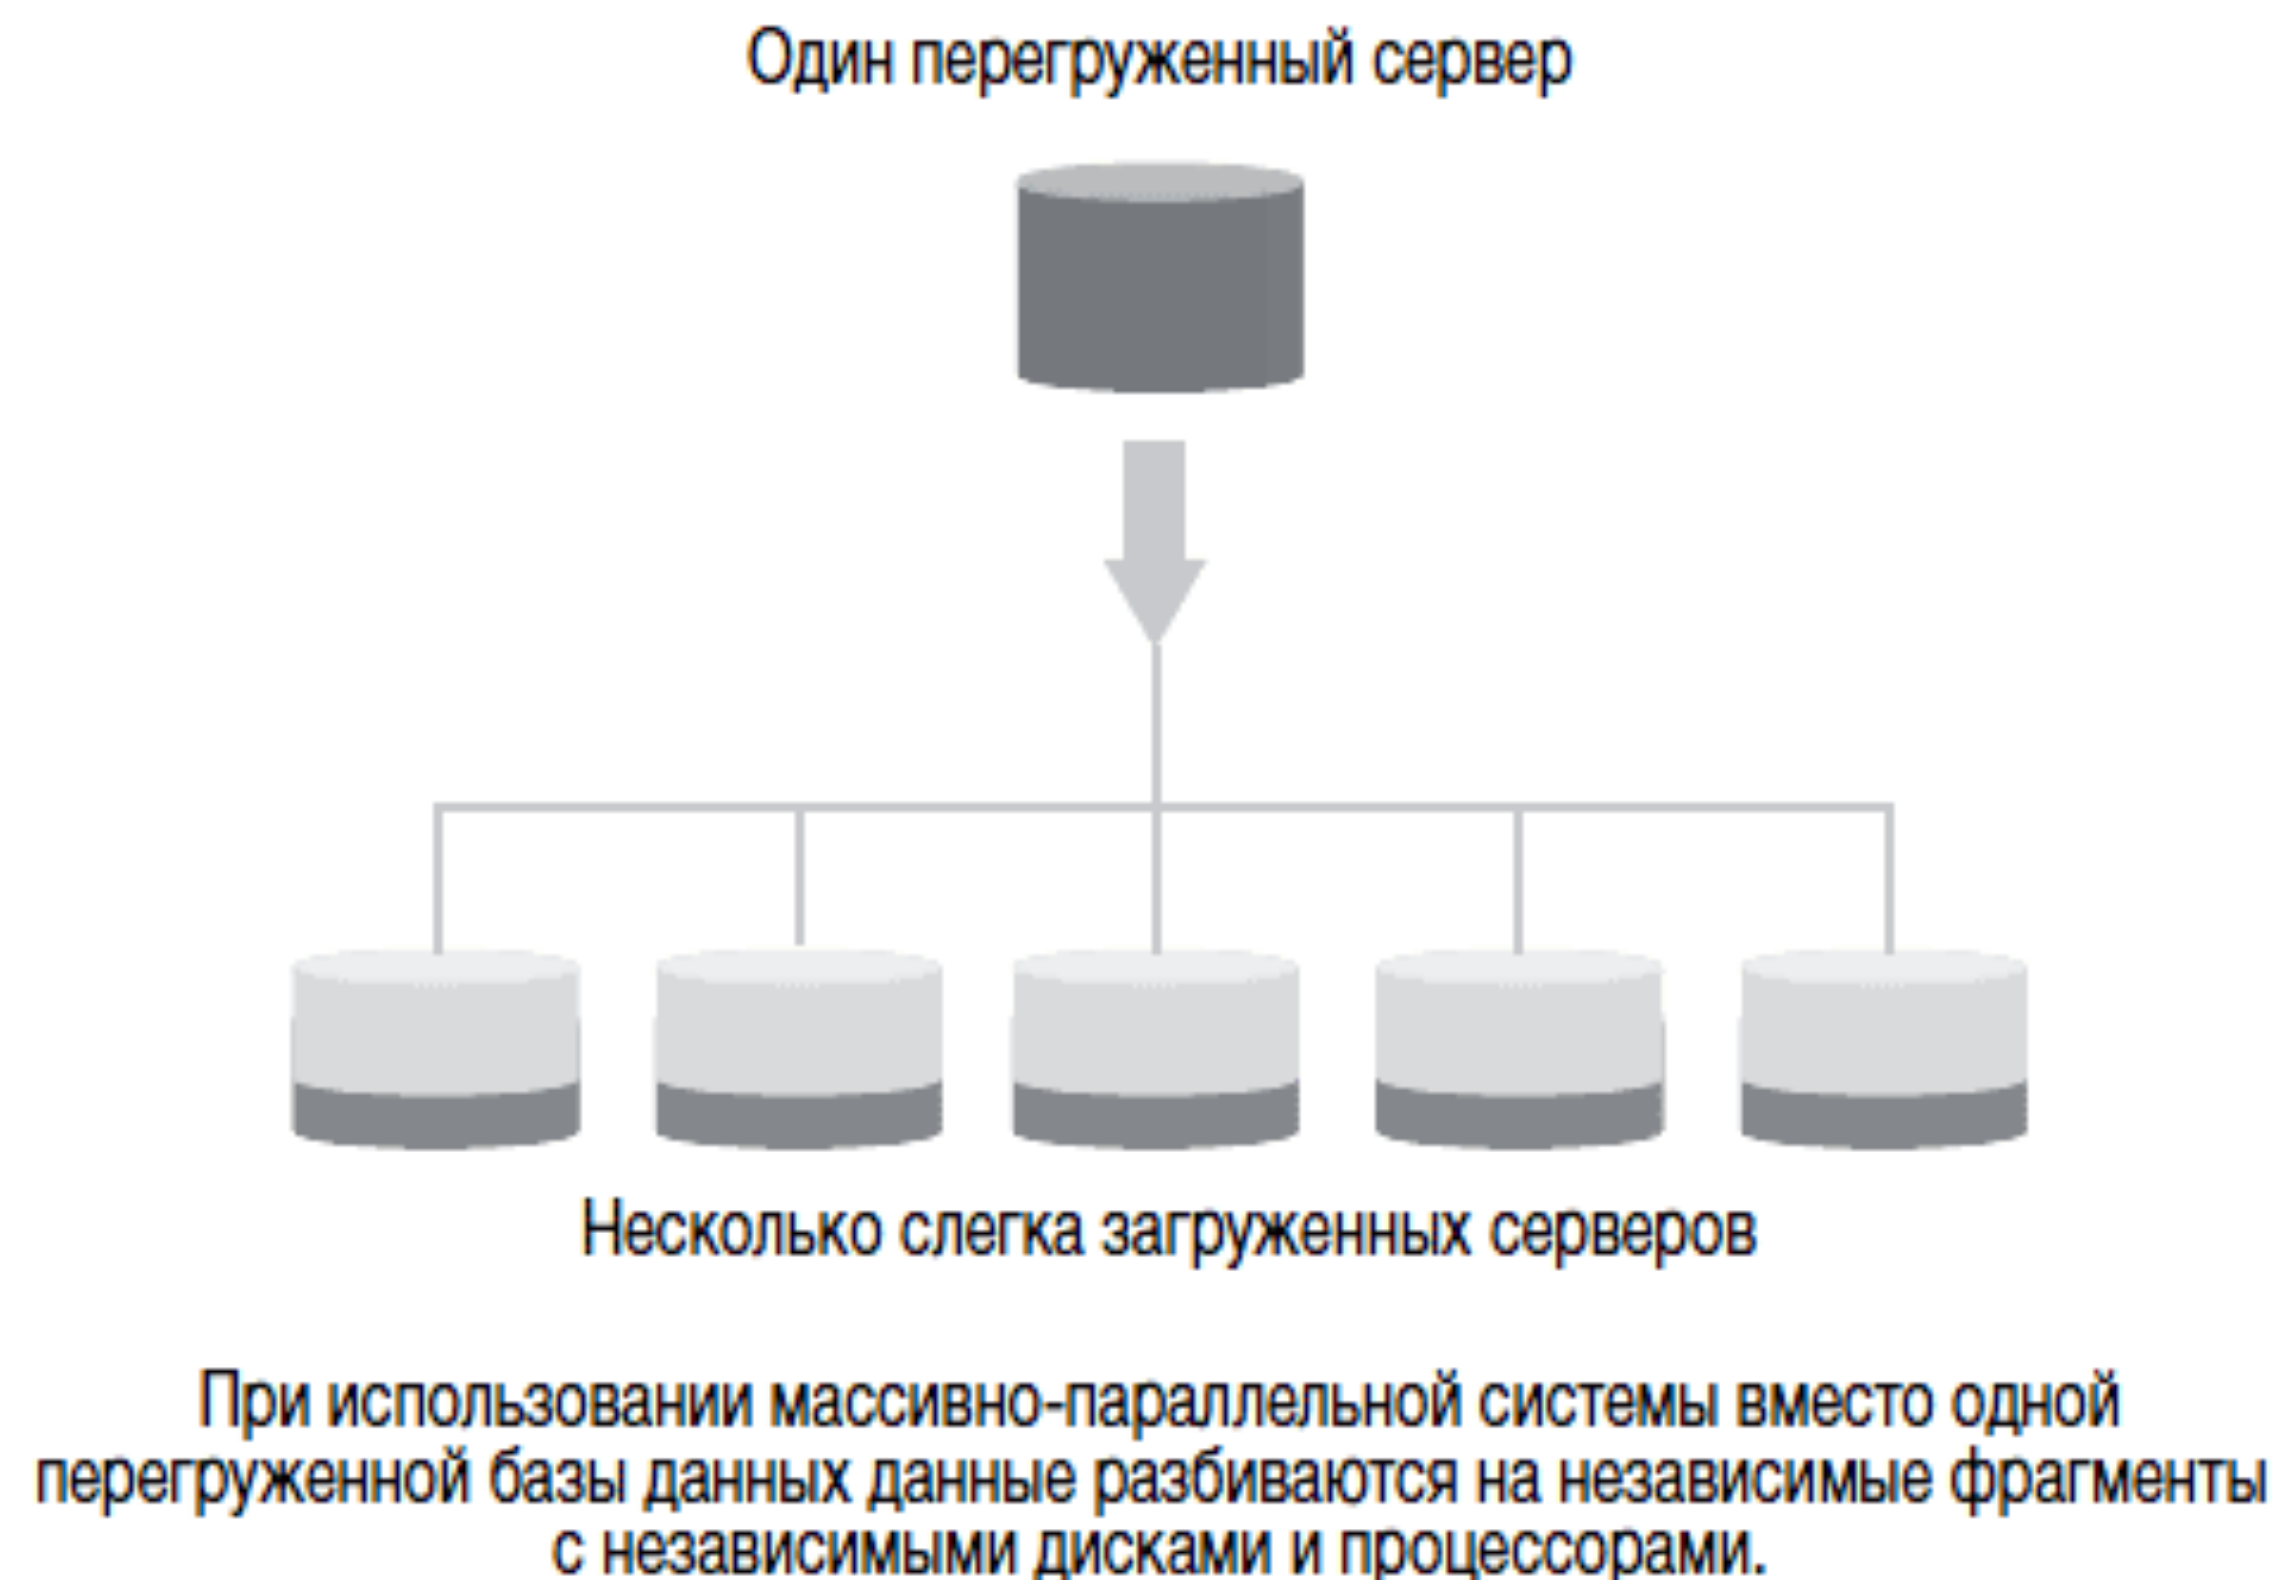 Один перегруженный сервер
Несколько слегка загруженных серверов
При использовании массивно-параллельной системы вместо одной
перегруженной базы данных данные разбиваются на независимые фрагменты
с независимыми дисками и процессорами.